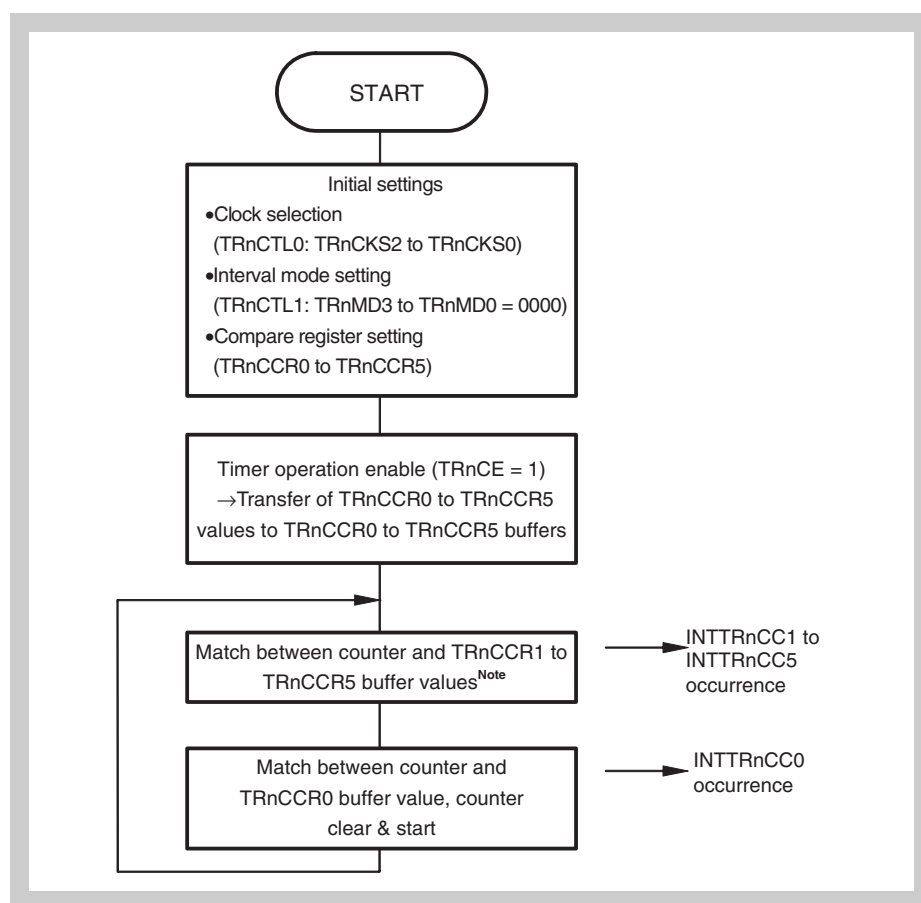 START
Initial settings
•Clock selection
(TRnCTL0: TRnCKS2 to TRnCKS0)
•Interval mode setting
(TRnCTL1: TRnMD3 to TRnMD0 = 0000)
•Compare register setting
(TRnCCR0 to TRnCCR5)
Timer operation enable (TRnCE = 1)
→Transfer of TRnCCR0 to TRnCCR5
values to TRnCCR0 to TRnCCR5 buffers
Match between counter and TRnCCR1 to
TRnCCR5 buffer valuesNote
INTTRnCC1 to
INTTRnCC5
occurrence
Match between counter and
TRnCCR0 buffer value, counter
clear & start
INTTRnCC0
occurrence